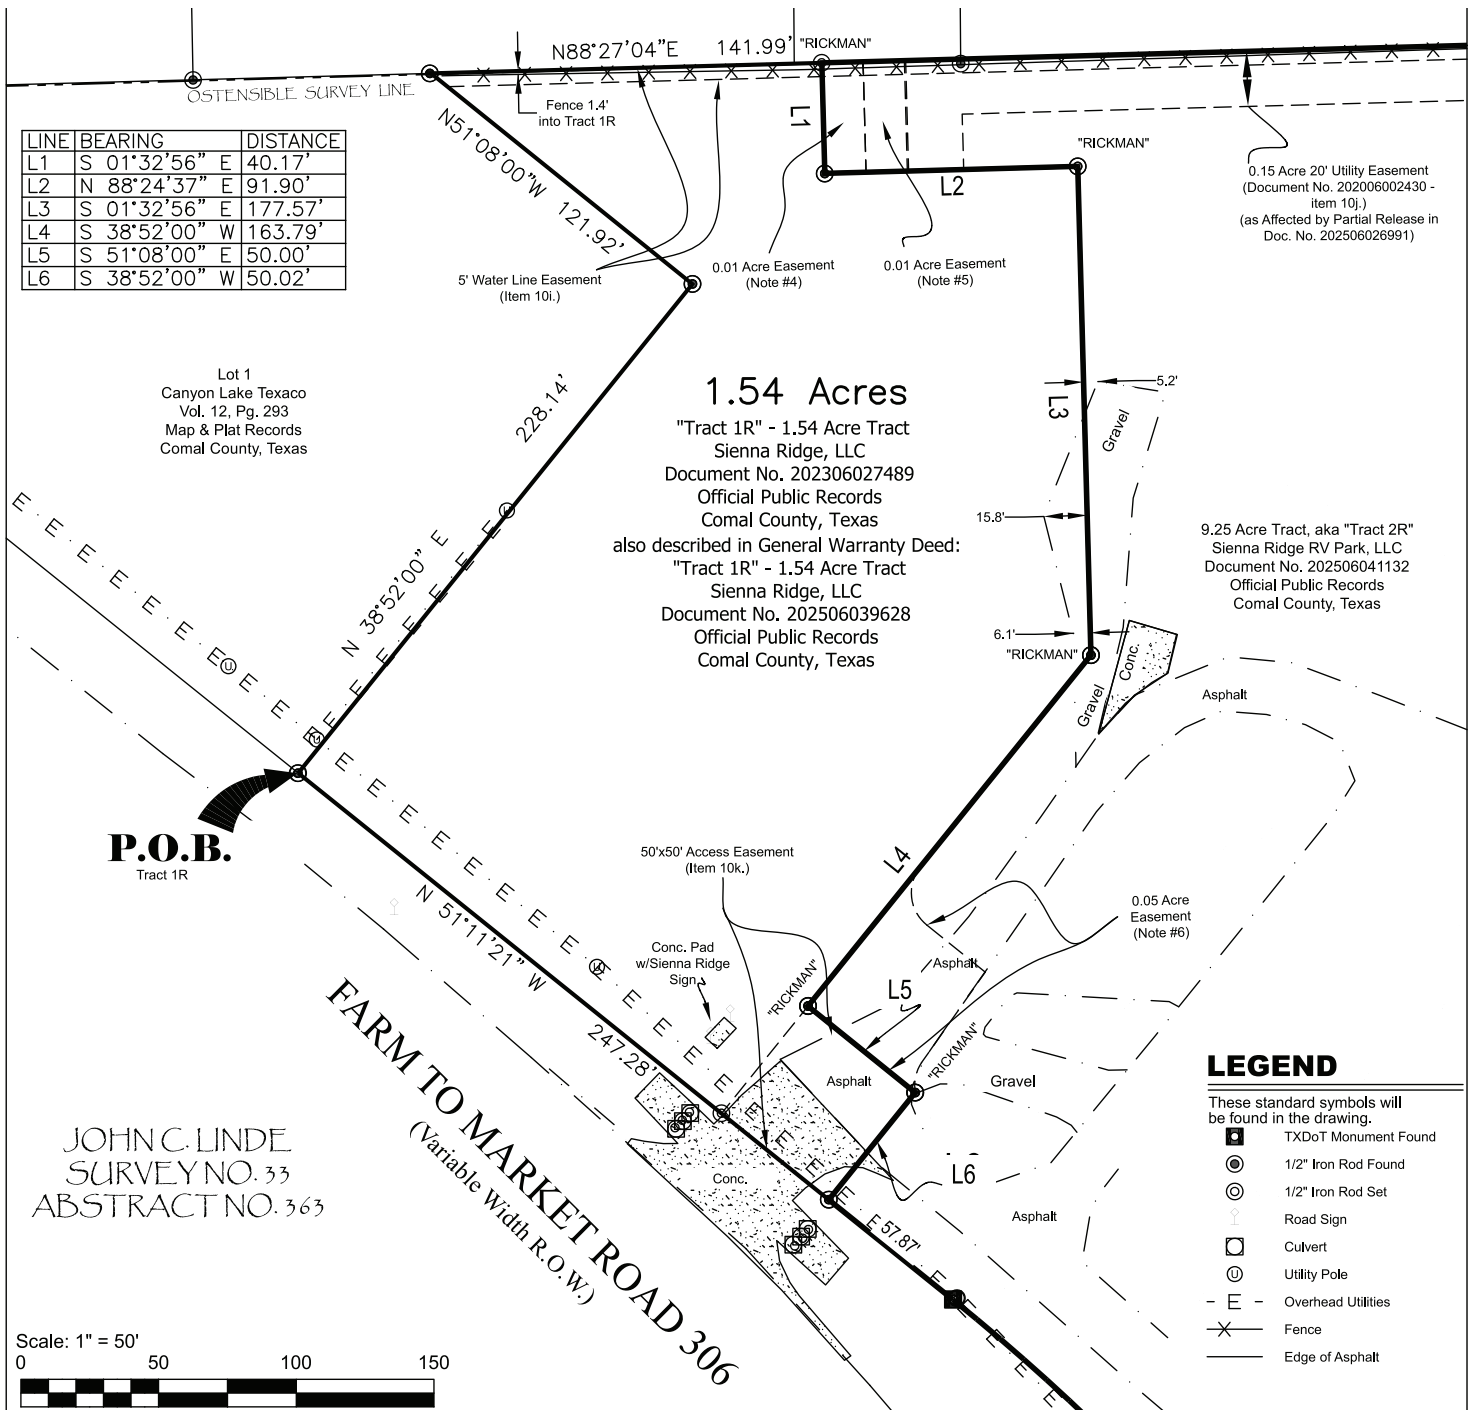 N88°27'04"E 141.99'
"RICKMAN"
OSTENSIBLE SURVEY LINE
Fence 1.4'
into Tract 1R
LINE BEARING DISTANCE
L1 S 01°32'56" E 40.17'
L2 N 88°24'37" E 91.90'
L3 S 01°32'56" E 177.57'
L4 S 38°52'00" W 163.79'
L5 S 51°08'00" E 50.00'
L6 S 38°52'00" W 50.02'
N51°08'00"W 121.92'
L1
L2
"RICKMAN"
0.15 Acre 20' Utility Easement
(Document No. 202006002430 -
item 10j.)
(as Affected by Partial Release in
Doc. No. 202506026991)
5' Water Line Easement
(Item 10i.)
0.01 Acre Easement
(Note #4)
0.01 Acre Easement
(Note #5)
Lot 1
Canyon Lake Texaco
Vol. 12, Pg. 293
Map & Plat Records
Comal County, Texas
N 38°52'00" E 228.14'
1.54 Acres
"Tract 1R" - 1.54 Acre Tract
Sienna Ridge, LLC
Document No. 202306027489
Official Public Records
Comal County, Texas
also described in General Warranty Deed:
"Tract 1R" - 1.54 Acre Tract
Sienna Ridge, LLC
Document No. 202506039628
Official Public Records
Comal County, Texas
L3
5.2'
Gravel
15.8'
6.1'
"RICKMAN"
9.25 Acre Tract, aka "Tract 2R"
Sienna Ridge RV Park, LLC
Document No. 202506041132
Official Public Records
Comal County, Texas
Conc.
Gravel
Asphalt
P.O.B.
Tract 1R
N 51°11'21" W 247.28'
50'x50' Access Easement
(Item 10k.)
L4
0.05 Acre
Easement
(Note #6)
Conc. Pad
w/Sienna Ridge
Sign
"RICKMAN"
Asphalt
L5
"RICKMAN"
Asphalt
Gravel
Conc.
L6
Asphalt
E 57.87'
FARM TO MARKET ROAD 306
(Variable Width R.O.W.)
JOHN C. LINDE
SURVEY NO. 33
ABSTRACT NO. 363
LEGEND
These standard symbols will
be found in the drawing.
TXDoT Monument Found
1/2" Iron Rod Found
1/2" Iron Rod Set
Road Sign
Culvert
U Utility Pole
- E - Overhead Utilities
Fence
Edge of Asphalt
Scale: 1" = 50'
0 50 100 150